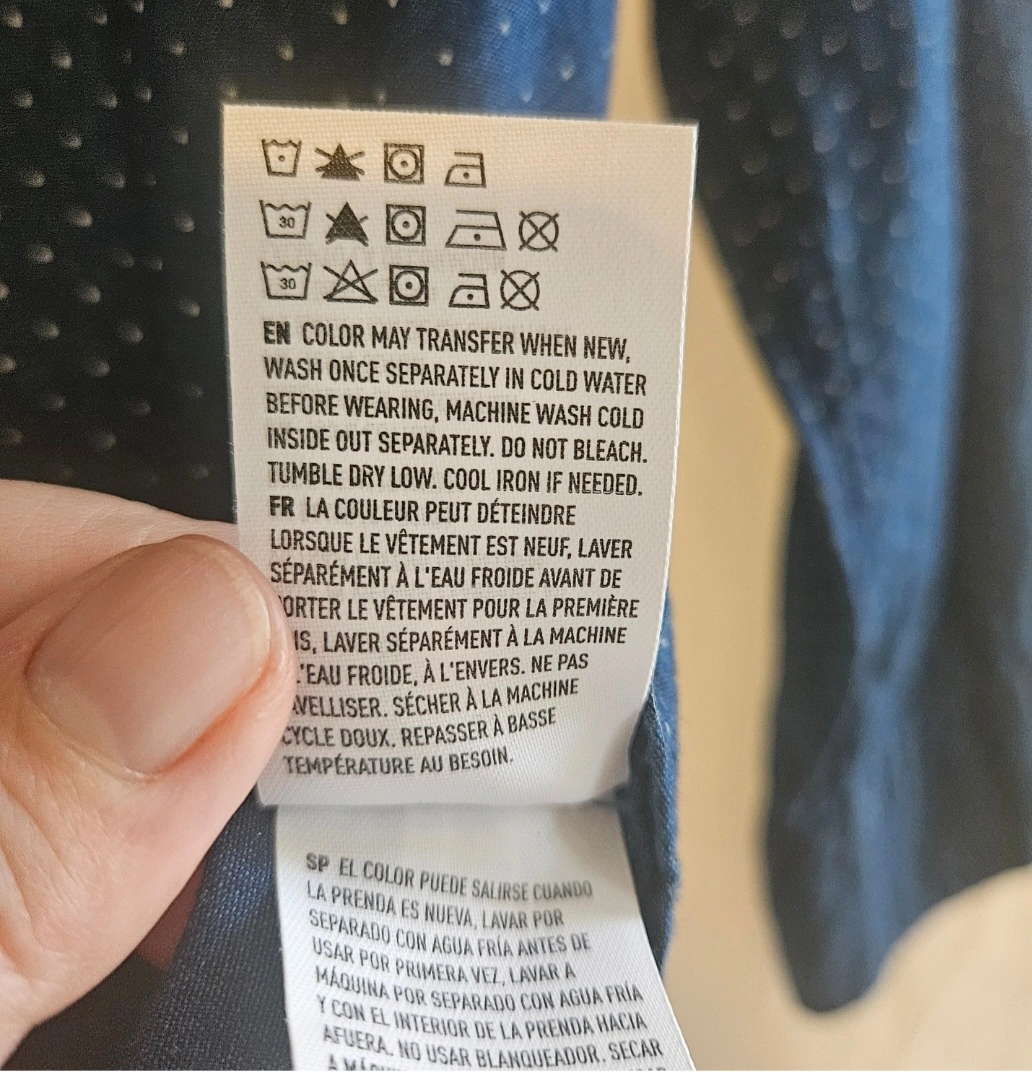 30
30
EN COLOR MAY TRANSFER WHEN NEW,
WASH ONCE SEPARATELY IN COLD WATER
BEFORE WEARING, MACHINE WASH COLD
INSIDE OUT SEPARATELY. DO NOT BLEACH.
TUMBLE DRY LOW. COOL IRON IF NEEDED.
FR LA COULEUR PEUT DÉTEINDRE
LORSQUE LE VÊTEMENT EST NEUF, LAVER
SÉPARÉMENT À L'EAU FROIDE AVANT DE
ORTER LE VÊTEMENT POUR LA PREMIÈRE
IS, LAVER SÉPARÉMENT À LA MACHINE
L'EAU FROIDE, À L'ENVERS. NE PAS
AVELLISER. SÉCHER À LA MACHINE
CYCLE DOUX. REPASSER À BASSE
TEMPÉRATURE AU BESOIN.
SP EL COLOR PUEDE SALIRSE CUANDO
LA PRENDA ES NUEVA, LAVAR POR
SEPARADO CON AGUA FRÍA ANTES DE
USAR POR PRIMERA VEZ, LAVAR A
MÁQUINA POR SEPARADO CON AGUA FRÍA
Y CON EL INTERIOR DE LA PRENDA HACIA
AFUERA. NO USAR BLANQUEADOR. SECAR